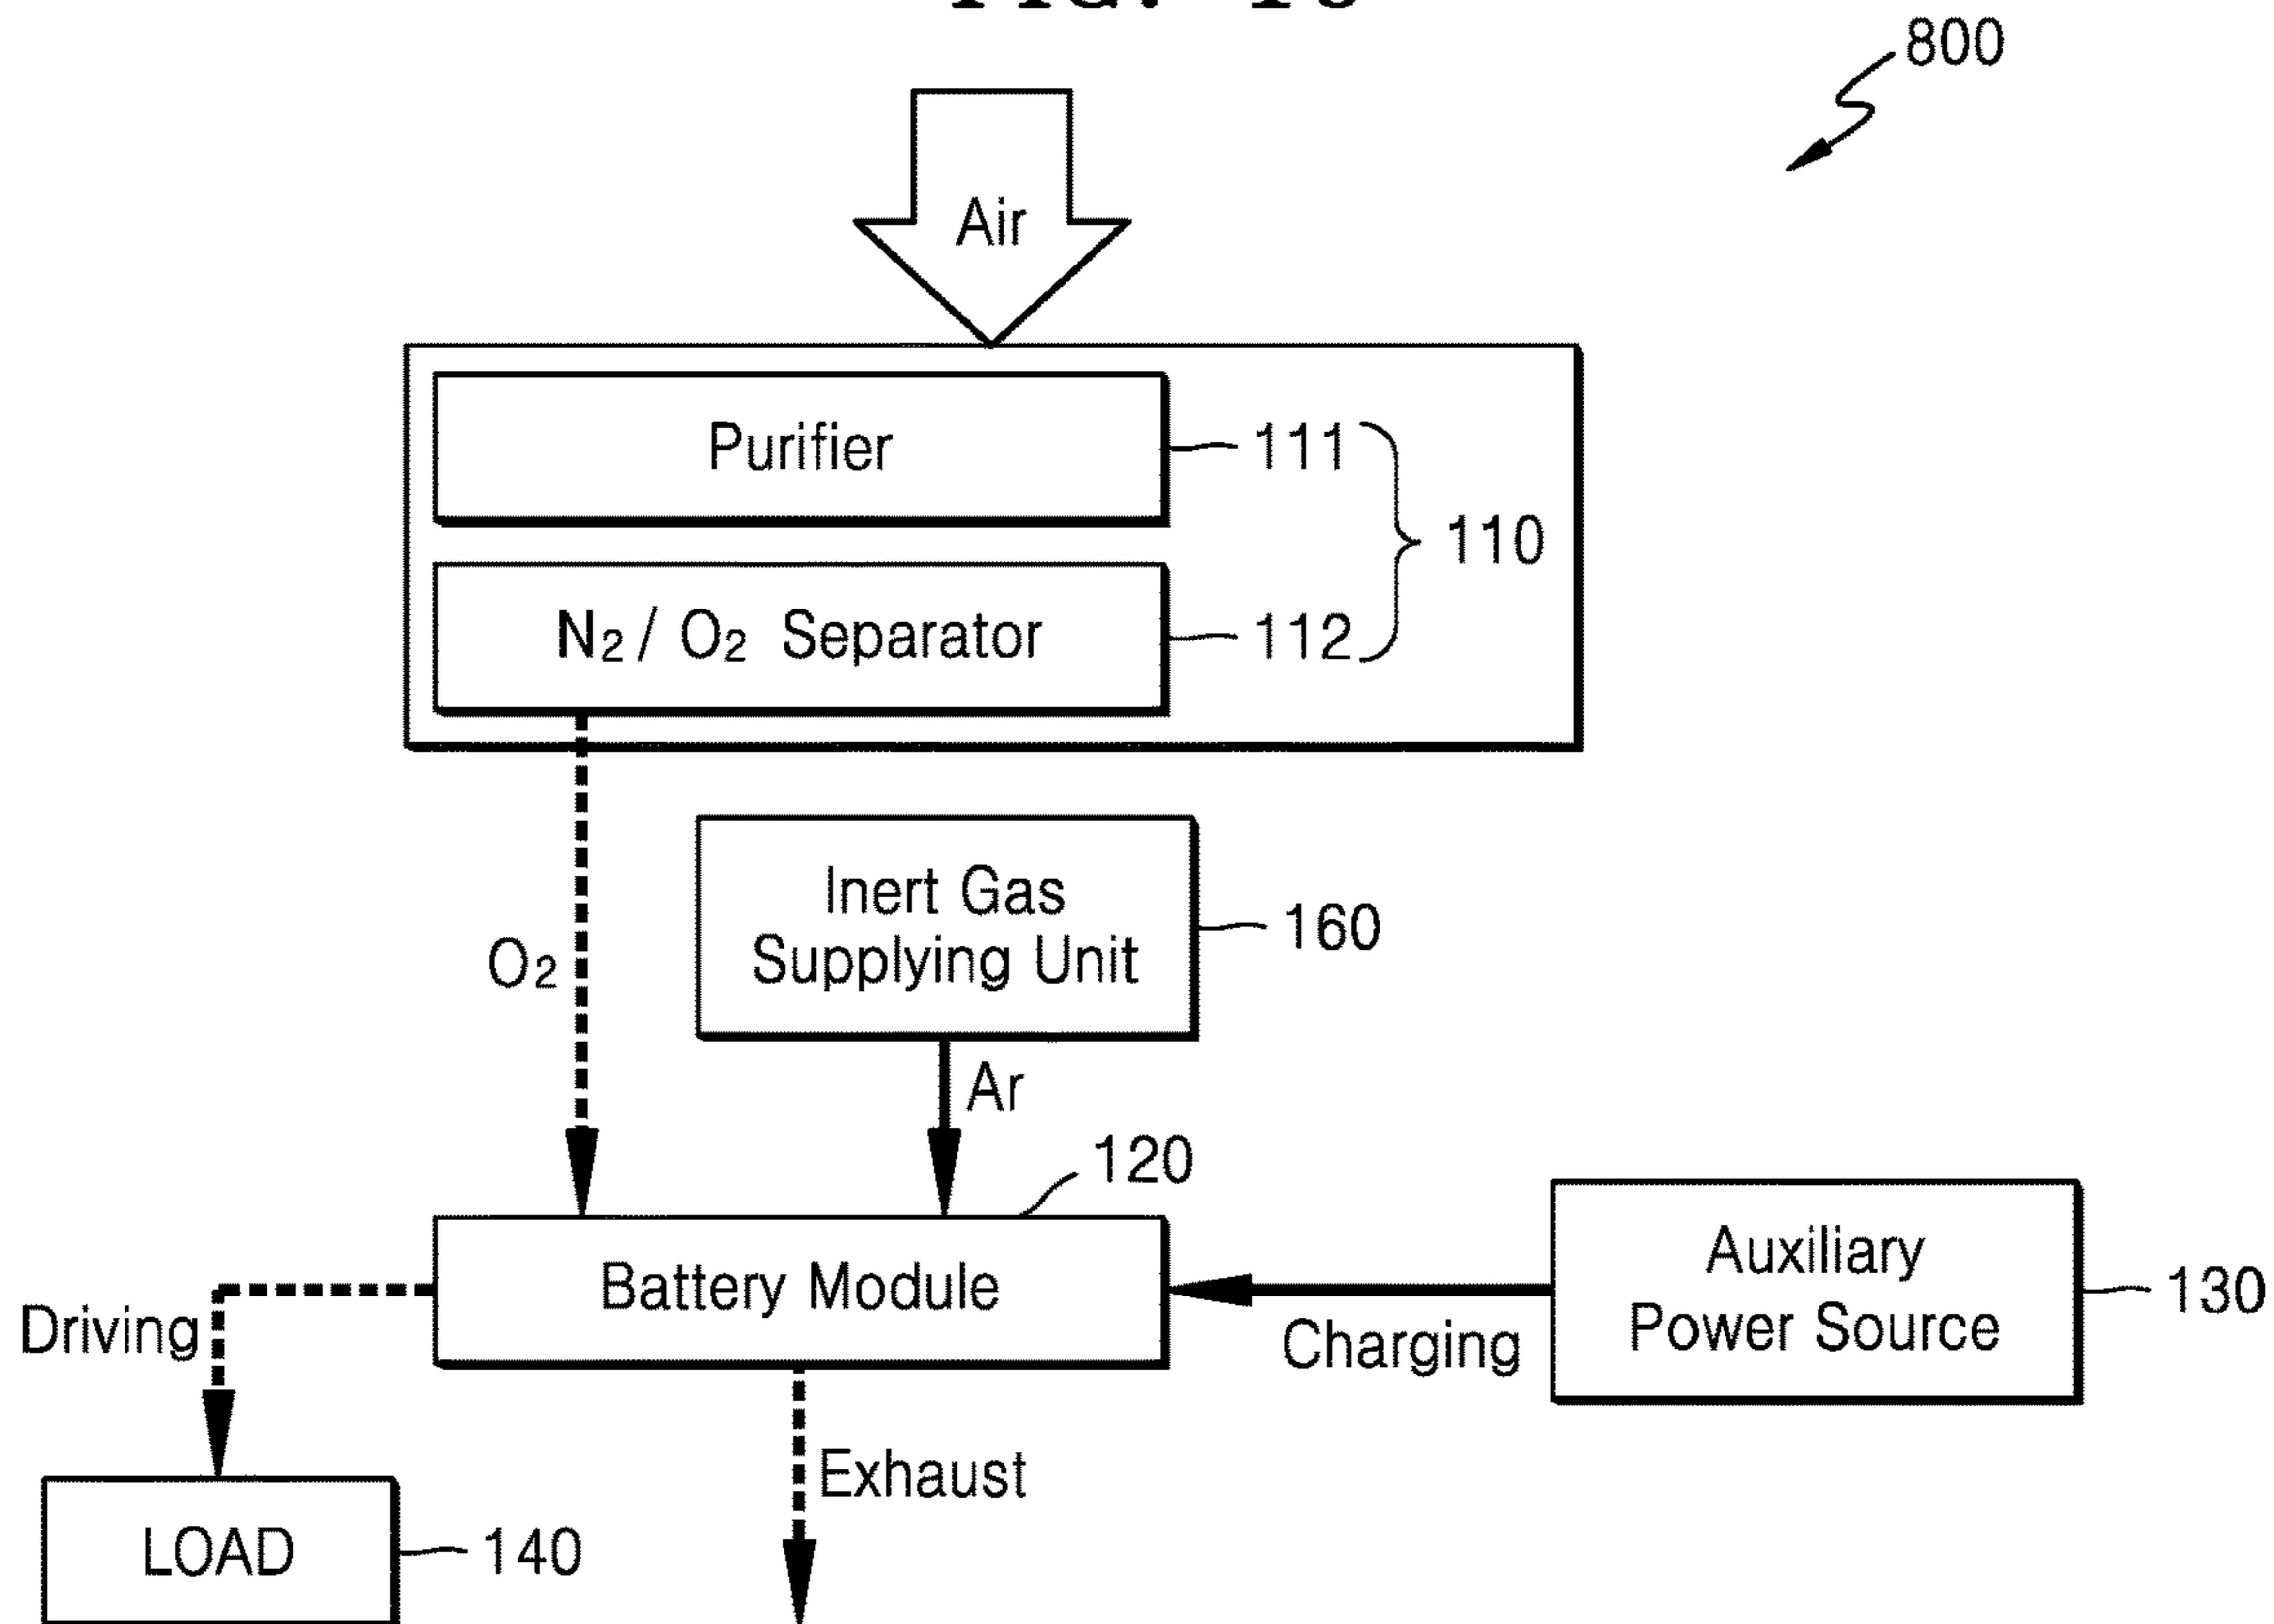 800
Air
Purifier
111
110
N₂ / O₂ Separator
112
Inert Gas
Supplying Unit
160
O₂
Ar
120
Battery Module
Auxiliary
Power Source
130
Driving
Charging
Exhaust
LOAD
140